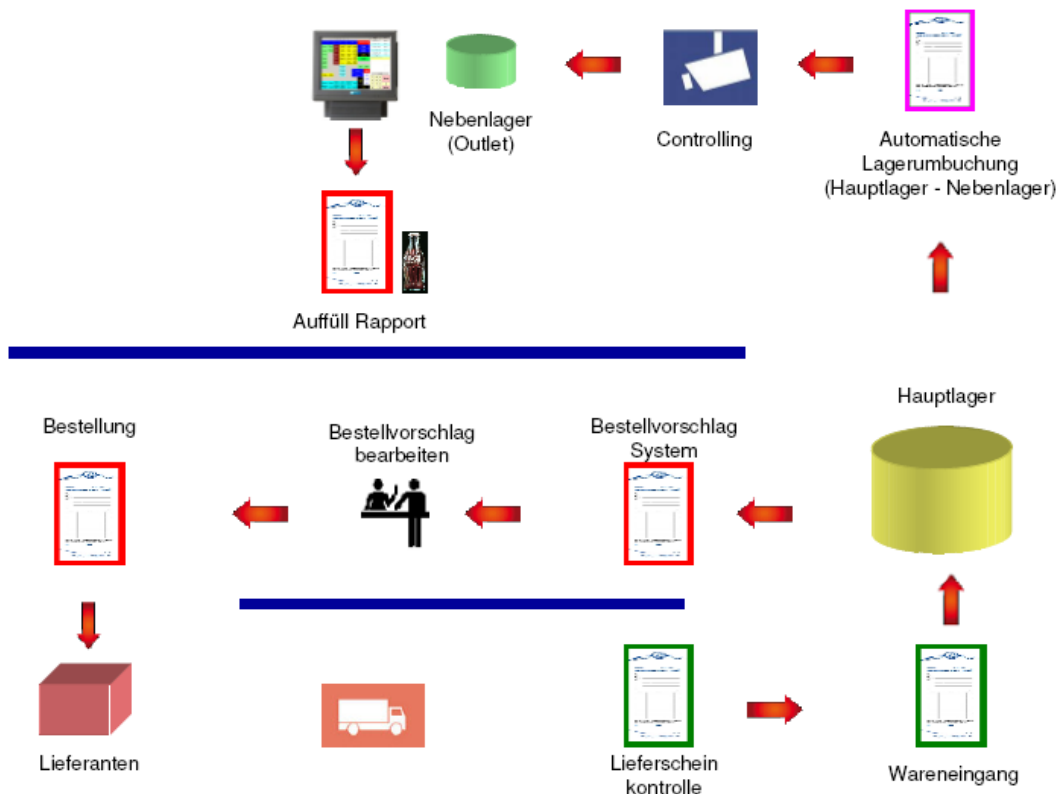 Nebenlager
(Outlet)
Controlling
Automatische
Lagerumbuchung
(Hauptlager - Nebenlager)
Auffüll Rapport
Hauptlager
Bestellung
Bestellvorschlag
bearbeiten
Bestellvorschlag
System
Lieferanten
Lieferschein
kontrolle
Wareneingang